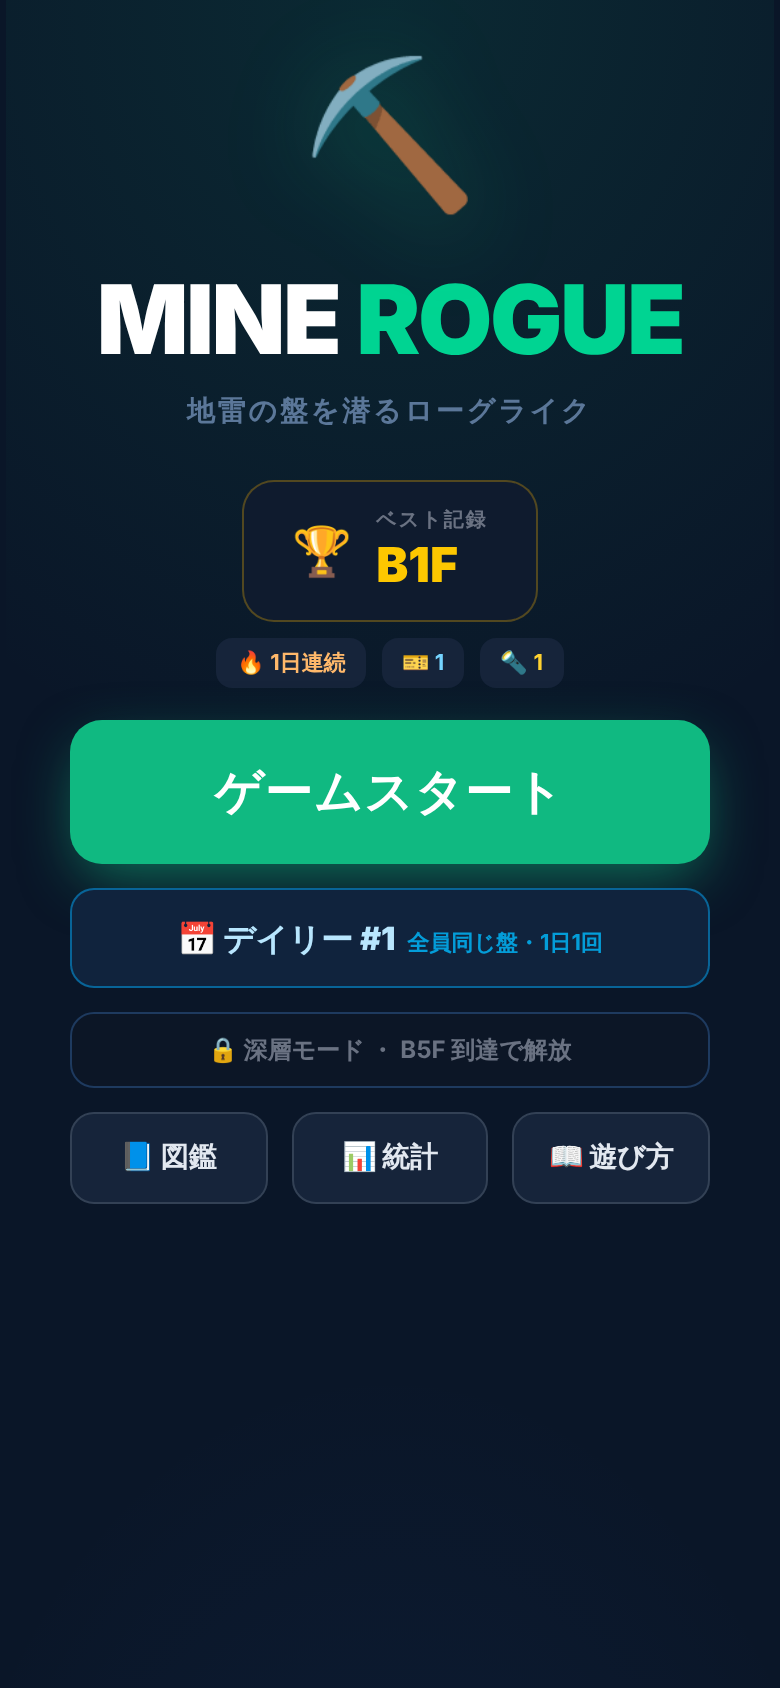 MINE ROGUE
地雷の盤を潜るローグライク
ベスト記録
B1F
🔥 1日連続 🎫 1 🔦 1
ゲームスタート
📅 デイリー #1 全員同じ盤・1日1回
🔒 深層モード ・ B5F 到達で解放
📘 図鑑 📊 統計 📖 遊び方